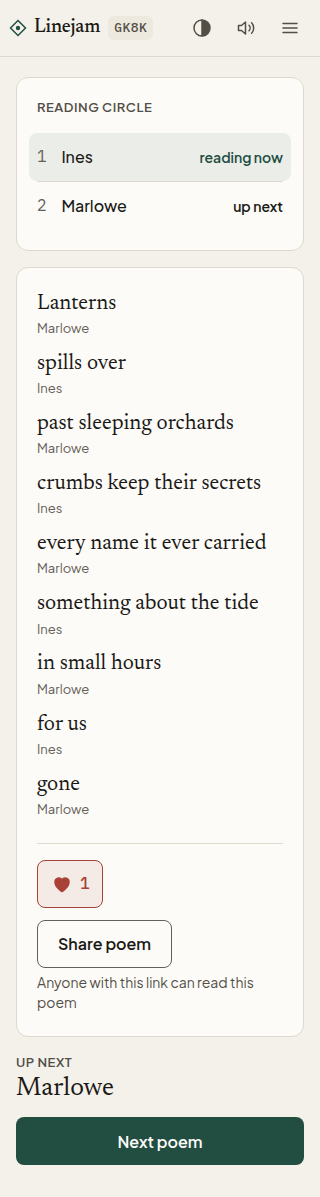 Linejam GK8K
READING CIRCLE
1 Ines reading now
2 Marlowe up next
Lanterns
Marlowe
spills over
Ines
past sleeping orchards
Marlowe
crumbs keep their secrets
Ines
every name it ever carried
Marlowe
something about the tide
Ines
in small hours
Marlowe
for us
Ines
gone
Marlowe
1
Share poem
Anyone with this link can read this
poem
UP NEXT
Marlowe
Next poem